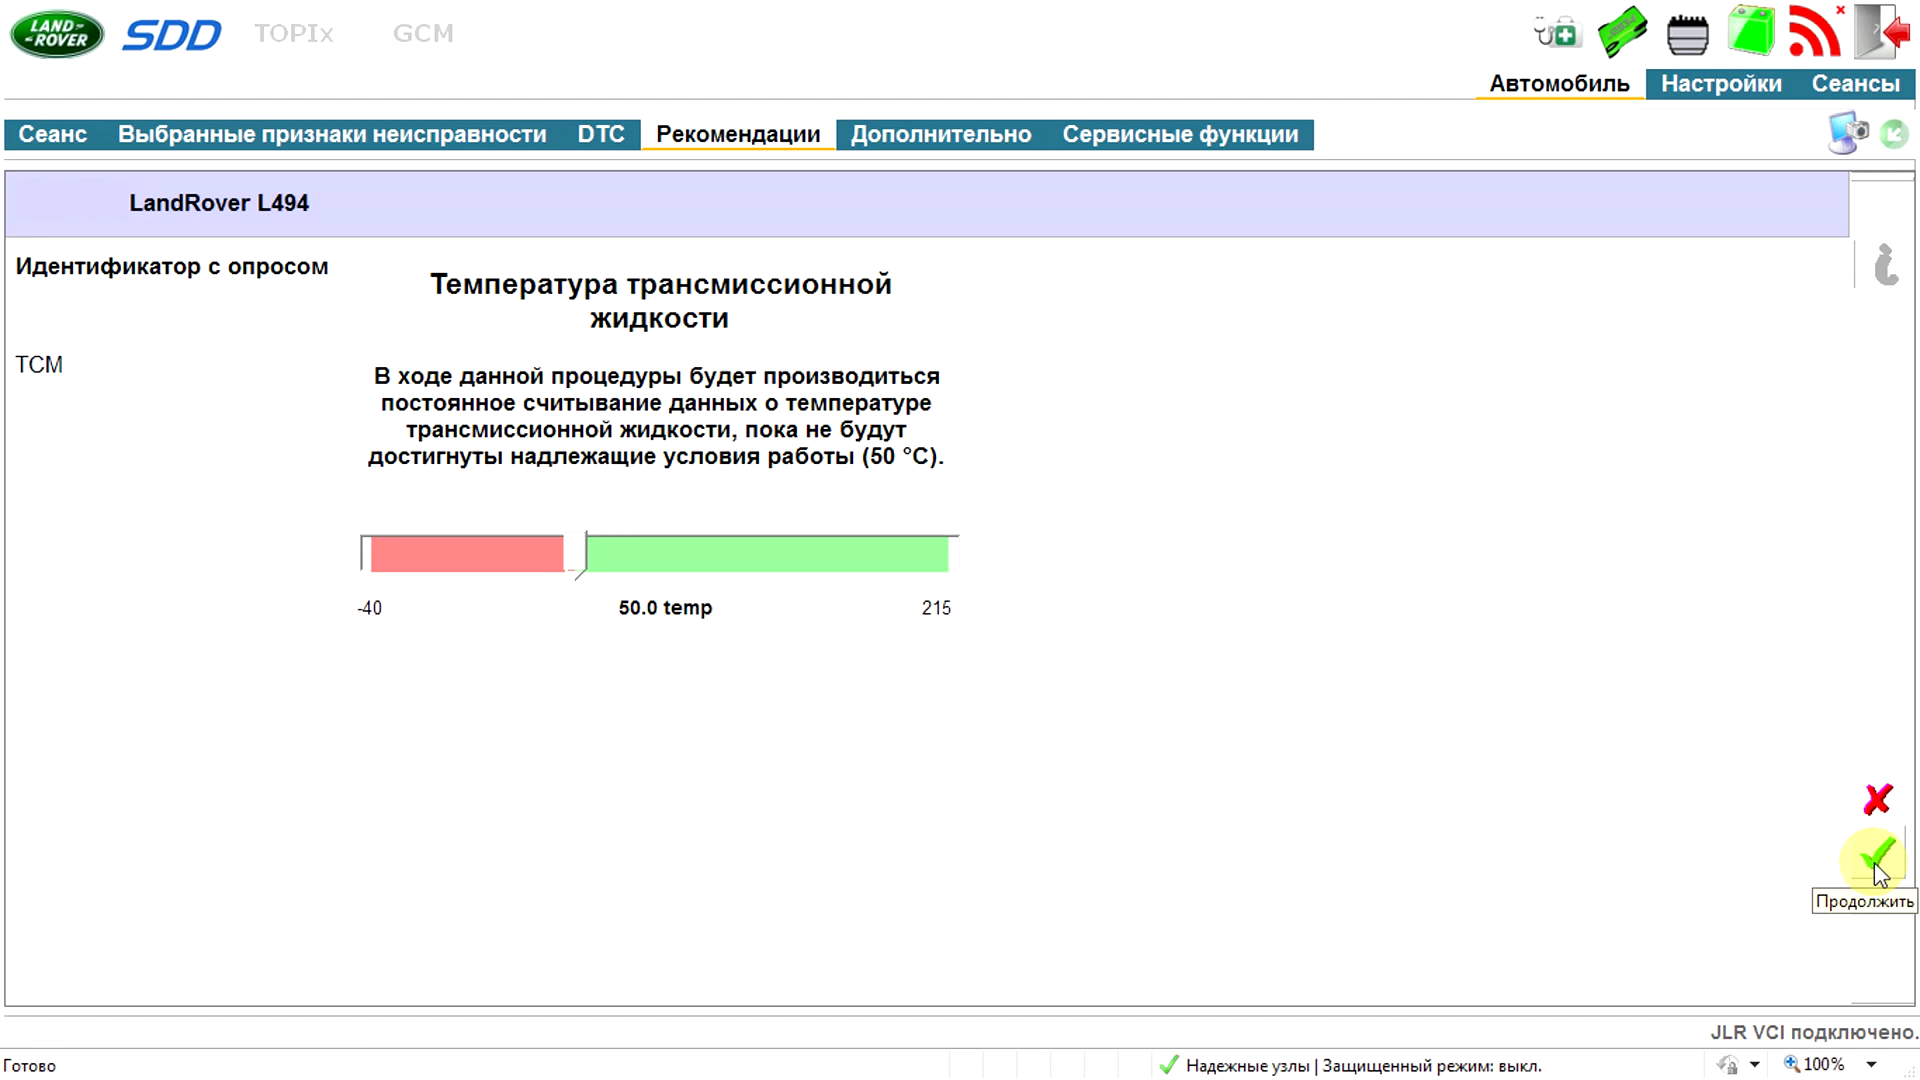 LAND-
-ROVER
SDD
TOPIx
GCM
Автомобиль
Настройки
Сеансы
Сеанс
Выбранные признаки неисправности
DTC
Рекомендации
Дополнительно
Сервисные функции
LandRover L494
Идентификатор с опросом
TCM
Температура трансмиссионной
жидкости
В ходе данной процедуры будет производиться
постоянное считывание данных о температуре
трансмиссионной жидкости, пока не будут
достигнуты надлежащие условия работы (50 °C).
-40
50.0 temp
215
Продолжить
JLR VCI подключено.
Готово
Надежные узлы | Защищенный режим: выкл.
100%